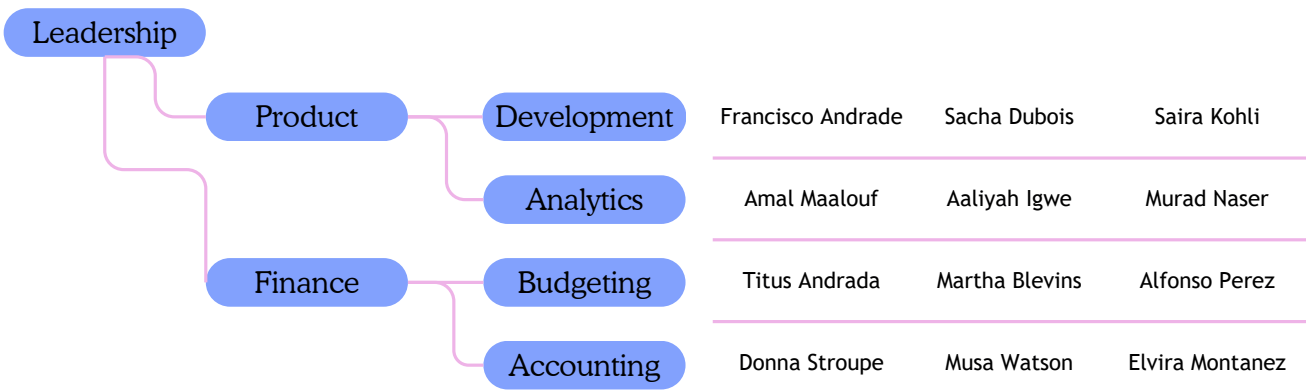 Leadership
Product
Development
Francisco Andrade
Sacha Dubois
Saira Kohli
Analytics
Amal Maalouf
Aaliyah Igwe
Murad Naser
Finance
Budgeting
Titus Andrada
Martha Blevins
Alfonso Perez
Accounting
Donna Stroupe
Musa Watson
Elvira Montanez